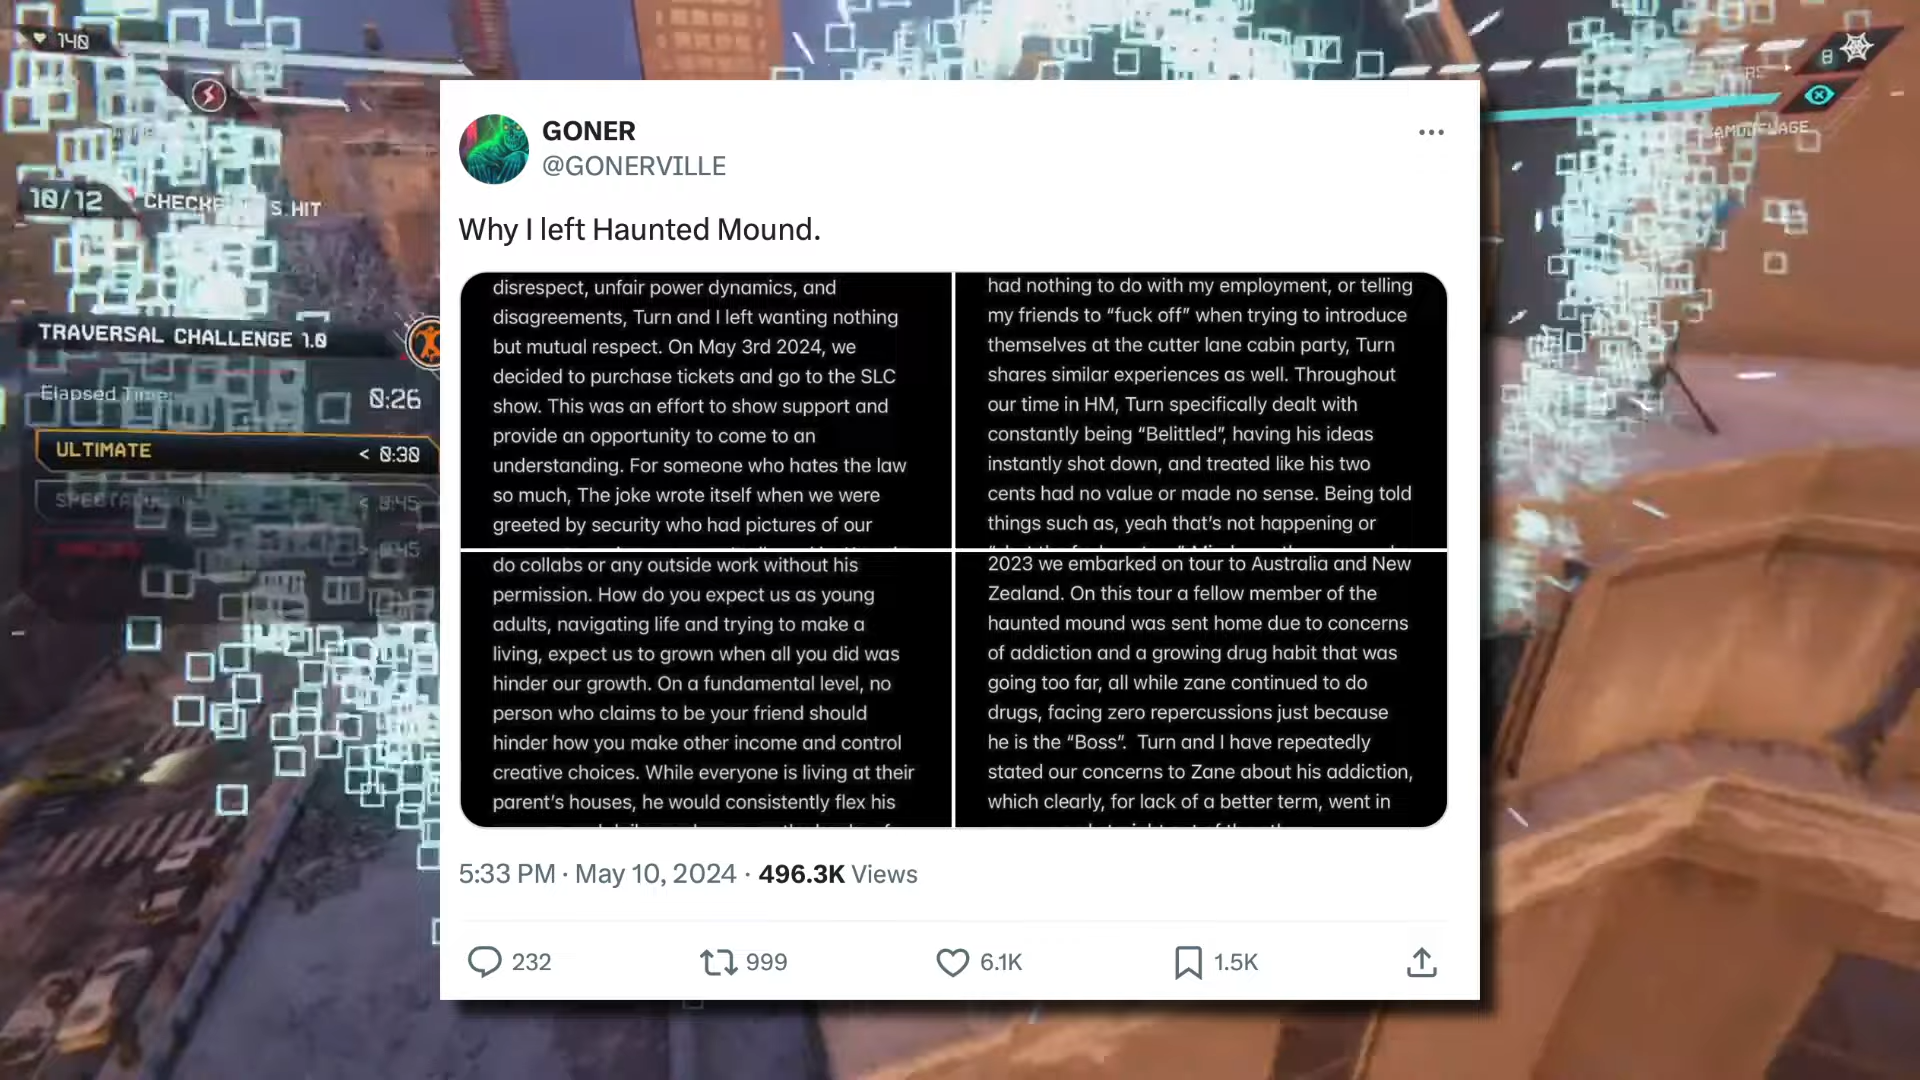 140
10/12
S HIT
TRAVERSAL CHALLENGE 1.0
Elapsed Time:
0:26
ULTIMATE
< 0:30
< 0:45
CAMOUFLAGE
GONER
@GONERVILLE
Why I left Haunted Mound.
disrespect, unfair power dynamics, and
disagreements, Turn and I left wanting nothing
but mutual respect. On May 3rd 2024, we
decided to purchase tickets and go to the SLC
show. This was an effort to show support and
provide an opportunity to come to an
understanding. For someone who hates the law
so much, The joke wrote itself when we were
greeted by security who had pictures of our
had nothing to do with my employment, or telling
my friends to “fuck off” when trying to introduce
themselves at the cutter lane cabin party, Turn
shares similar experiences as well. Throughout
our time in HM, Turn specifically dealt with
constantly being “Belittled”, having his ideas
instantly shot down, and treated like his two
cents had no value or made no sense. Being told
things such as, yeah that’s not happening or
do collabs or any outside work without his
permission. How do you expect us as young
adults, navigating life and trying to make a
living, expect us to grown when all you did was
hinder our growth. On a fundamental level, no
person who claims to be your friend should
hinder how you make other income and control
creative choices. While everyone is living at their
parent’s houses, he would consistently flex his
2023 we embarked on tour to Australia and New
Zealand. On this tour a fellow member of the
haunted mound was sent home due to concerns
of addiction and a growing drug habit that was
going too far, all while zane continued to do
drugs, facing zero repercussions just because
he is the “Boss”. Turn and I have repeatedly
stated our concerns to Zane about his addiction,
which clearly, for lack of a better term, went in
5:33 PM · May 10, 2024 · 496.3K Views
232
999
6.1K
1.5K